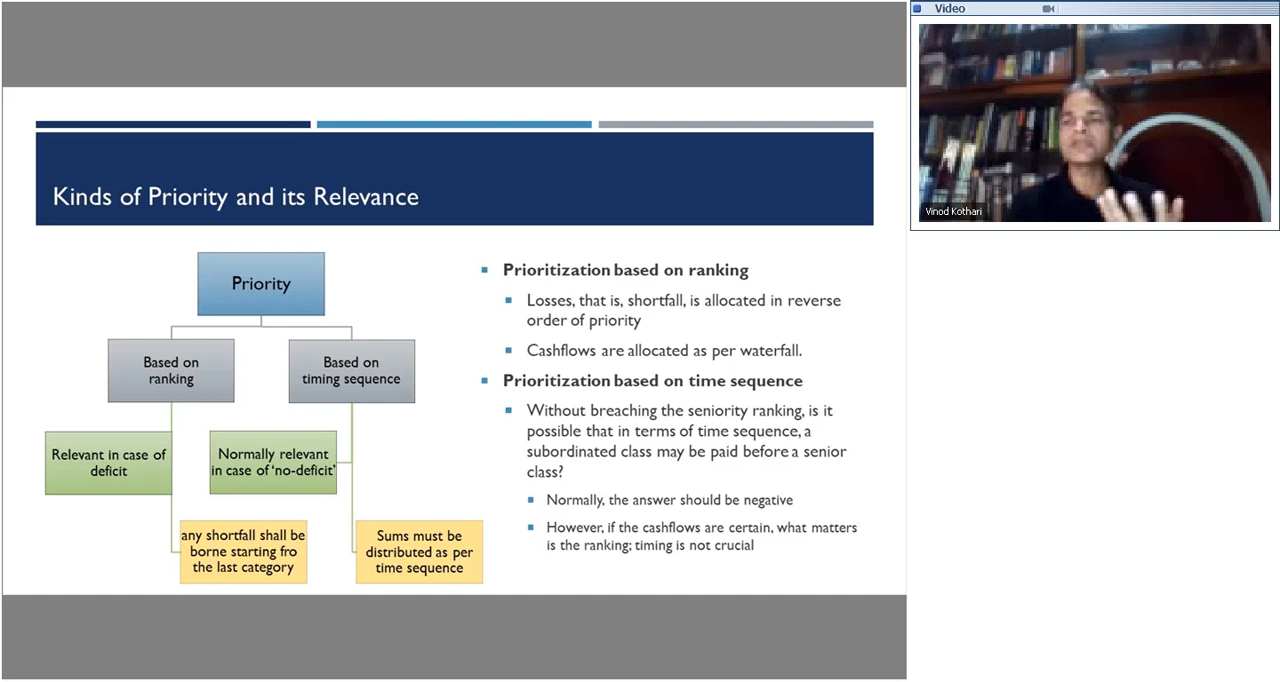 Video
Vinod Kothari
Kinds of Priority and its Relevance
Priority
Based on
ranking
Based on
timing sequence
Relevant in case of
deficit
Normally relevant
in case of 'no-deficit'
any shortfall shall be
borne starting fro
the last category
Sums must be
distributed as per
time sequence
Prioritization based on ranking
Losses, that is, shortfall, is allocated in reverse
order of priority
Cashflows are allocated as per waterfall.
Prioritization based on time sequence
Without breaching the seniority ranking, is it
possible that in terms of time sequence, a
subordinated class may be paid before a senior
class?
Normally, the answer should be negative
However, if the cashflows are certain, what matters
is the ranking; timing is not crucial